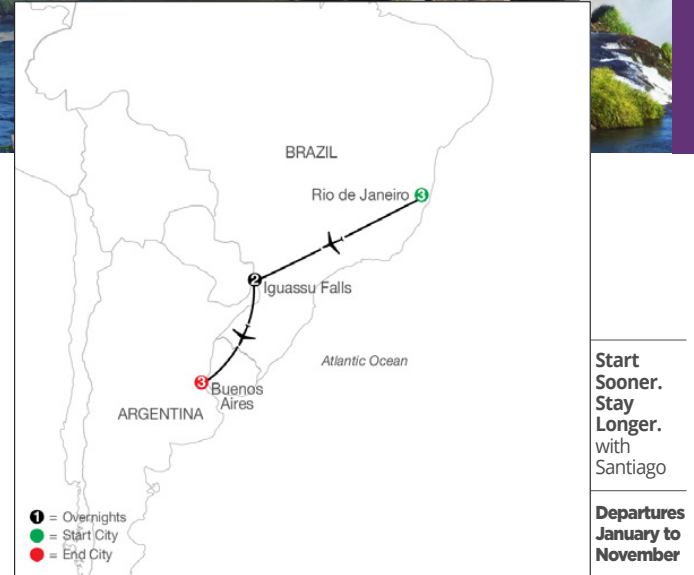 BRAZIL
Rio de Janeiro 3
2
Iguassu Falls
Atlantic Ocean
3
Buenos
Aires
ARGENTINA
1 = Overnights
= Start City
= End City
Start
Sooner.
Stay
Longer.
with
Santiago
Departures
January to
November